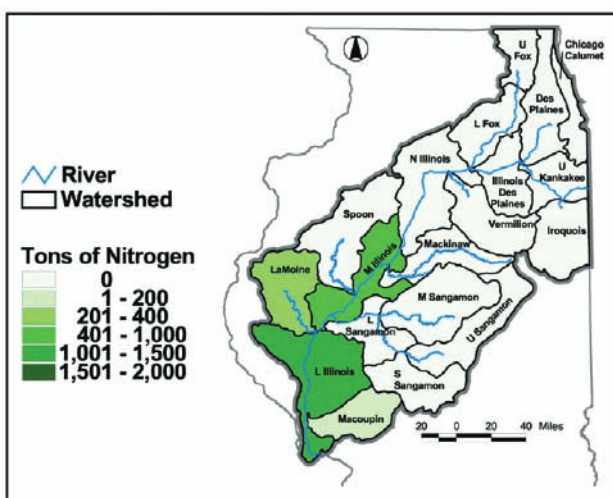 U
Fox
Chicago
Calumet
Des
Plaines
L Fox
N Illinois
U
Kankakee
Illinois
Des
Plaines
River
Watershed
Vermilion
Iroquois
Spoon
Mackinaw
M Illinois
LaMoine
Tons of Nitrogen
0
1 - 200
201 - 400
401 - 1,000
1,001 - 1,500
1,501 - 2,000
M Sangamon
L
Sangamon
U Sangamon
L Illinois
S
Sangamon
Macoupin
20 0 20 40 Miles